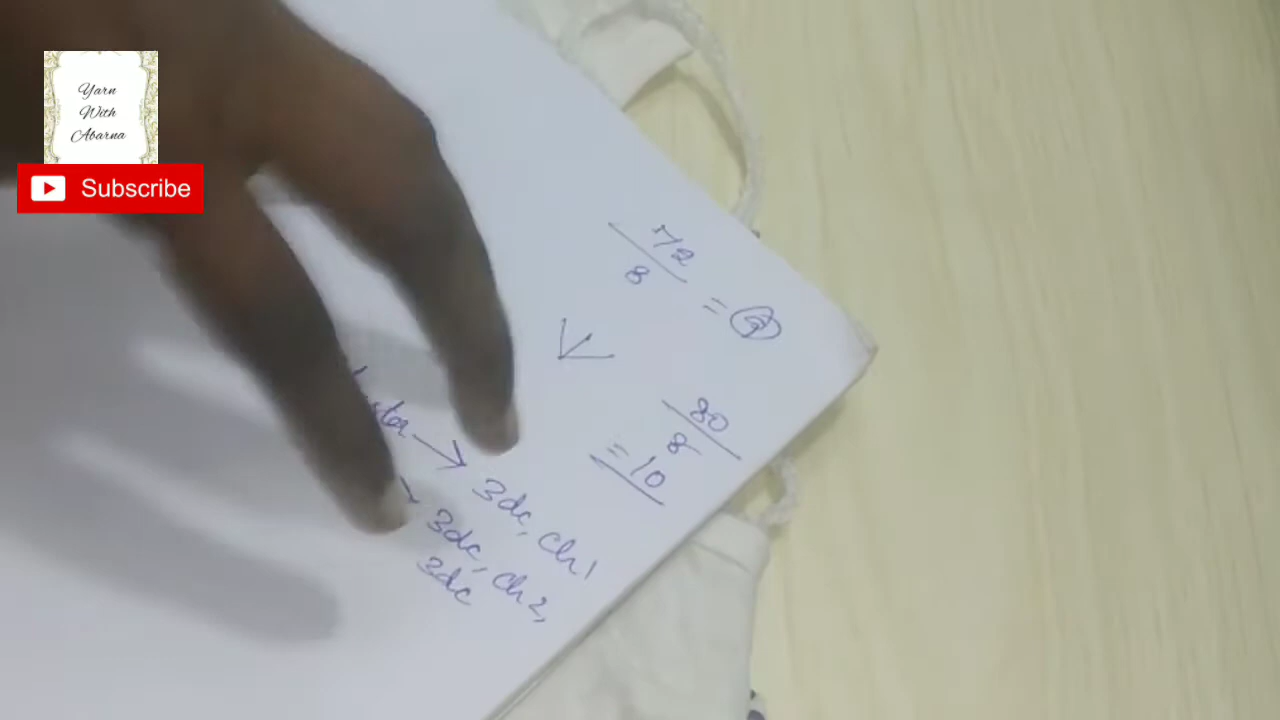 Yarn
With
Abarna
Subscribe
72
8
= 9
80
8
= 10
→ 3dc, Ch1
3dc, Ch2,
3dc